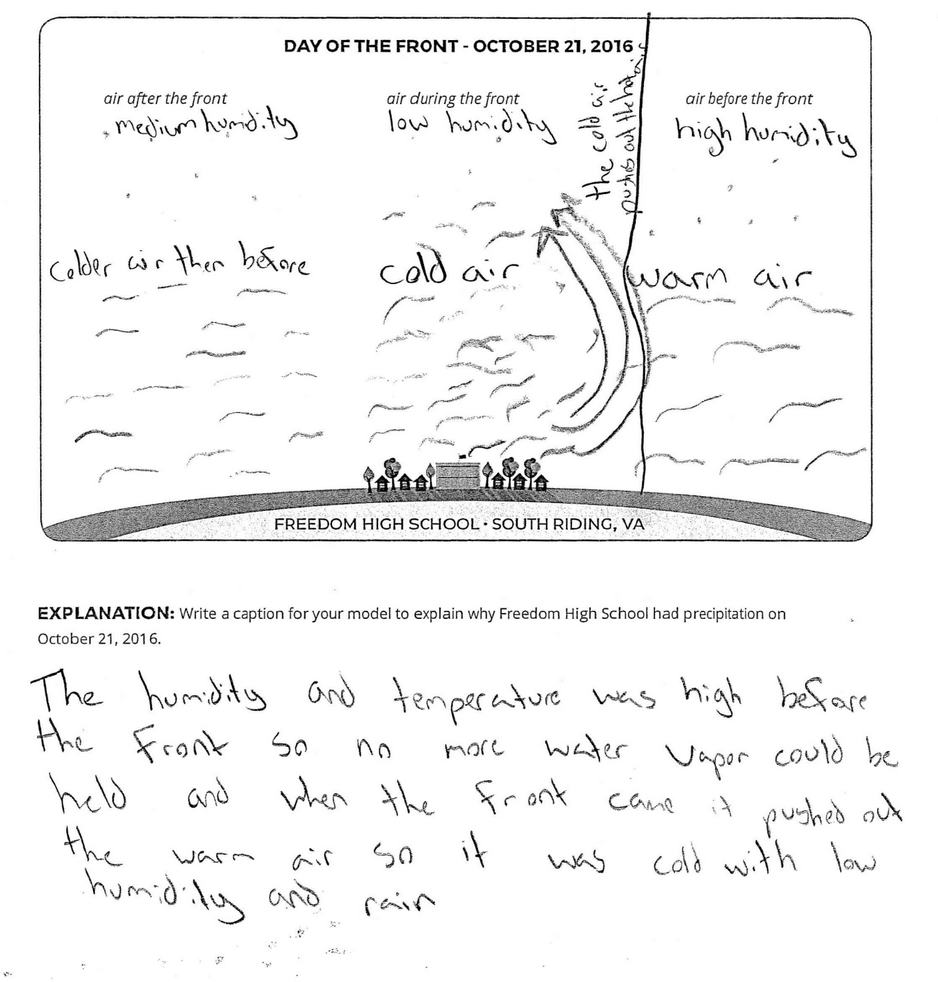 DAY OF THE FRONT - OCTOBER 21, 2016
air after the front
medium humidity
air during the front
low humidity
the cold air
pushes out the hot air
air before the front
high humidity
colder air then before
cold air
warm air
FREEDOM HIGH SCHOOL • SOUTH RIDING, VA
EXPLANATION: Write a caption for your model to explain why Freedom High School had precipitation on
October 21, 2016.
The humidity and temperature was high before
the front so no more water vapor could be
held and when the front came it pushed out
the warm air so it was cold with low
humidity and rain